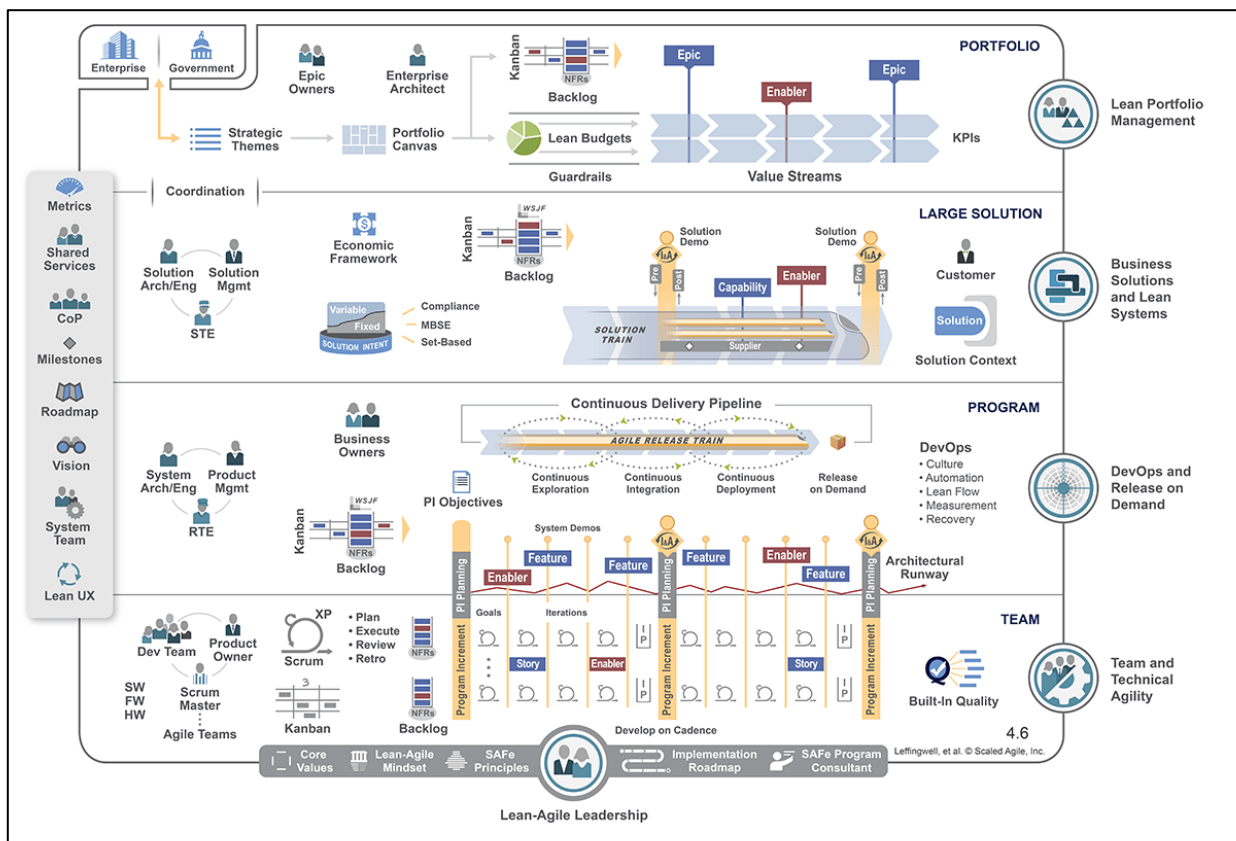 PORTFOLIO
Enterprise
Government
Epic
Owners
Enterprise
Architect
Kanban
NFRs
Backlog
Epic
Enabler
Epic
Strategic
Themes
Portfolio
Canvas
Lean Budgets
Guardrails
Value Streams
KPIs
Lean Portfolio
Management
Metrics
Shared
Services
CoP
Milestones
Roadmap
Vision
System
Team
Lean UX
Coordination
LARGE SOLUTION
Solution
Arch/Eng
Solution
Mgmt
STE
Economic
Framework
Variable
Fixed
SOLUTION INTENT
Compliance
MBSE
Set-Based
WSJF
Kanban
NFRs
Backlog
Solution
Demo
Solution
Demo
I&A
I&A
Pre
Post
Pre
Post
Capability
Enabler
SOLUTION
TRAIN
Supplier
Customer
Solution
Solution Context
Business
Solutions
and Lean
Systems
PROGRAM
Continuous Delivery Pipeline
AGILE RELEASE TRAIN
Continuous
Exploration
Continuous
Integration
Continuous
Deployment
Release
on Demand
System
Arch/Eng
Product
Mgmt
RTE
Business
Owners
WSJF
Kanban
NFRs
Backlog
PI Objectives
System Demos
I&A
I&A
PI Planning
PI Planning
PI Planning
Enabler
Feature
Feature
Feature
Enabler
Feature
Architectural
Runway
DevOps
• Culture
• Automation
• Lean Flow
• Measurement
• Recovery
DevOps and
Release on
Demand
TEAM
Dev Team
Product
Owner
Scrum
Master
Agile Teams
SW
FW
HW
XP
Scrum
3
Kanban
• Plan
• Execute
• Review
• Retro
NFRs
NFRs
Backlog
Program Increment
Program Increment
Program Increment
Goals
Iterations
Story
Enabler
Story
I
P
I
P
I
P
I
P
Develop on Cadence
Built-In Quality
Team and
Technical
Agility
4.6
Leffingwell, et al. © Scaled Agile, Inc.
Core
Values
Lean-Agile
Mindset
SAFe
Principles
Implementation
Roadmap
SAFe Program
Consultant
Lean-Agile Leadership